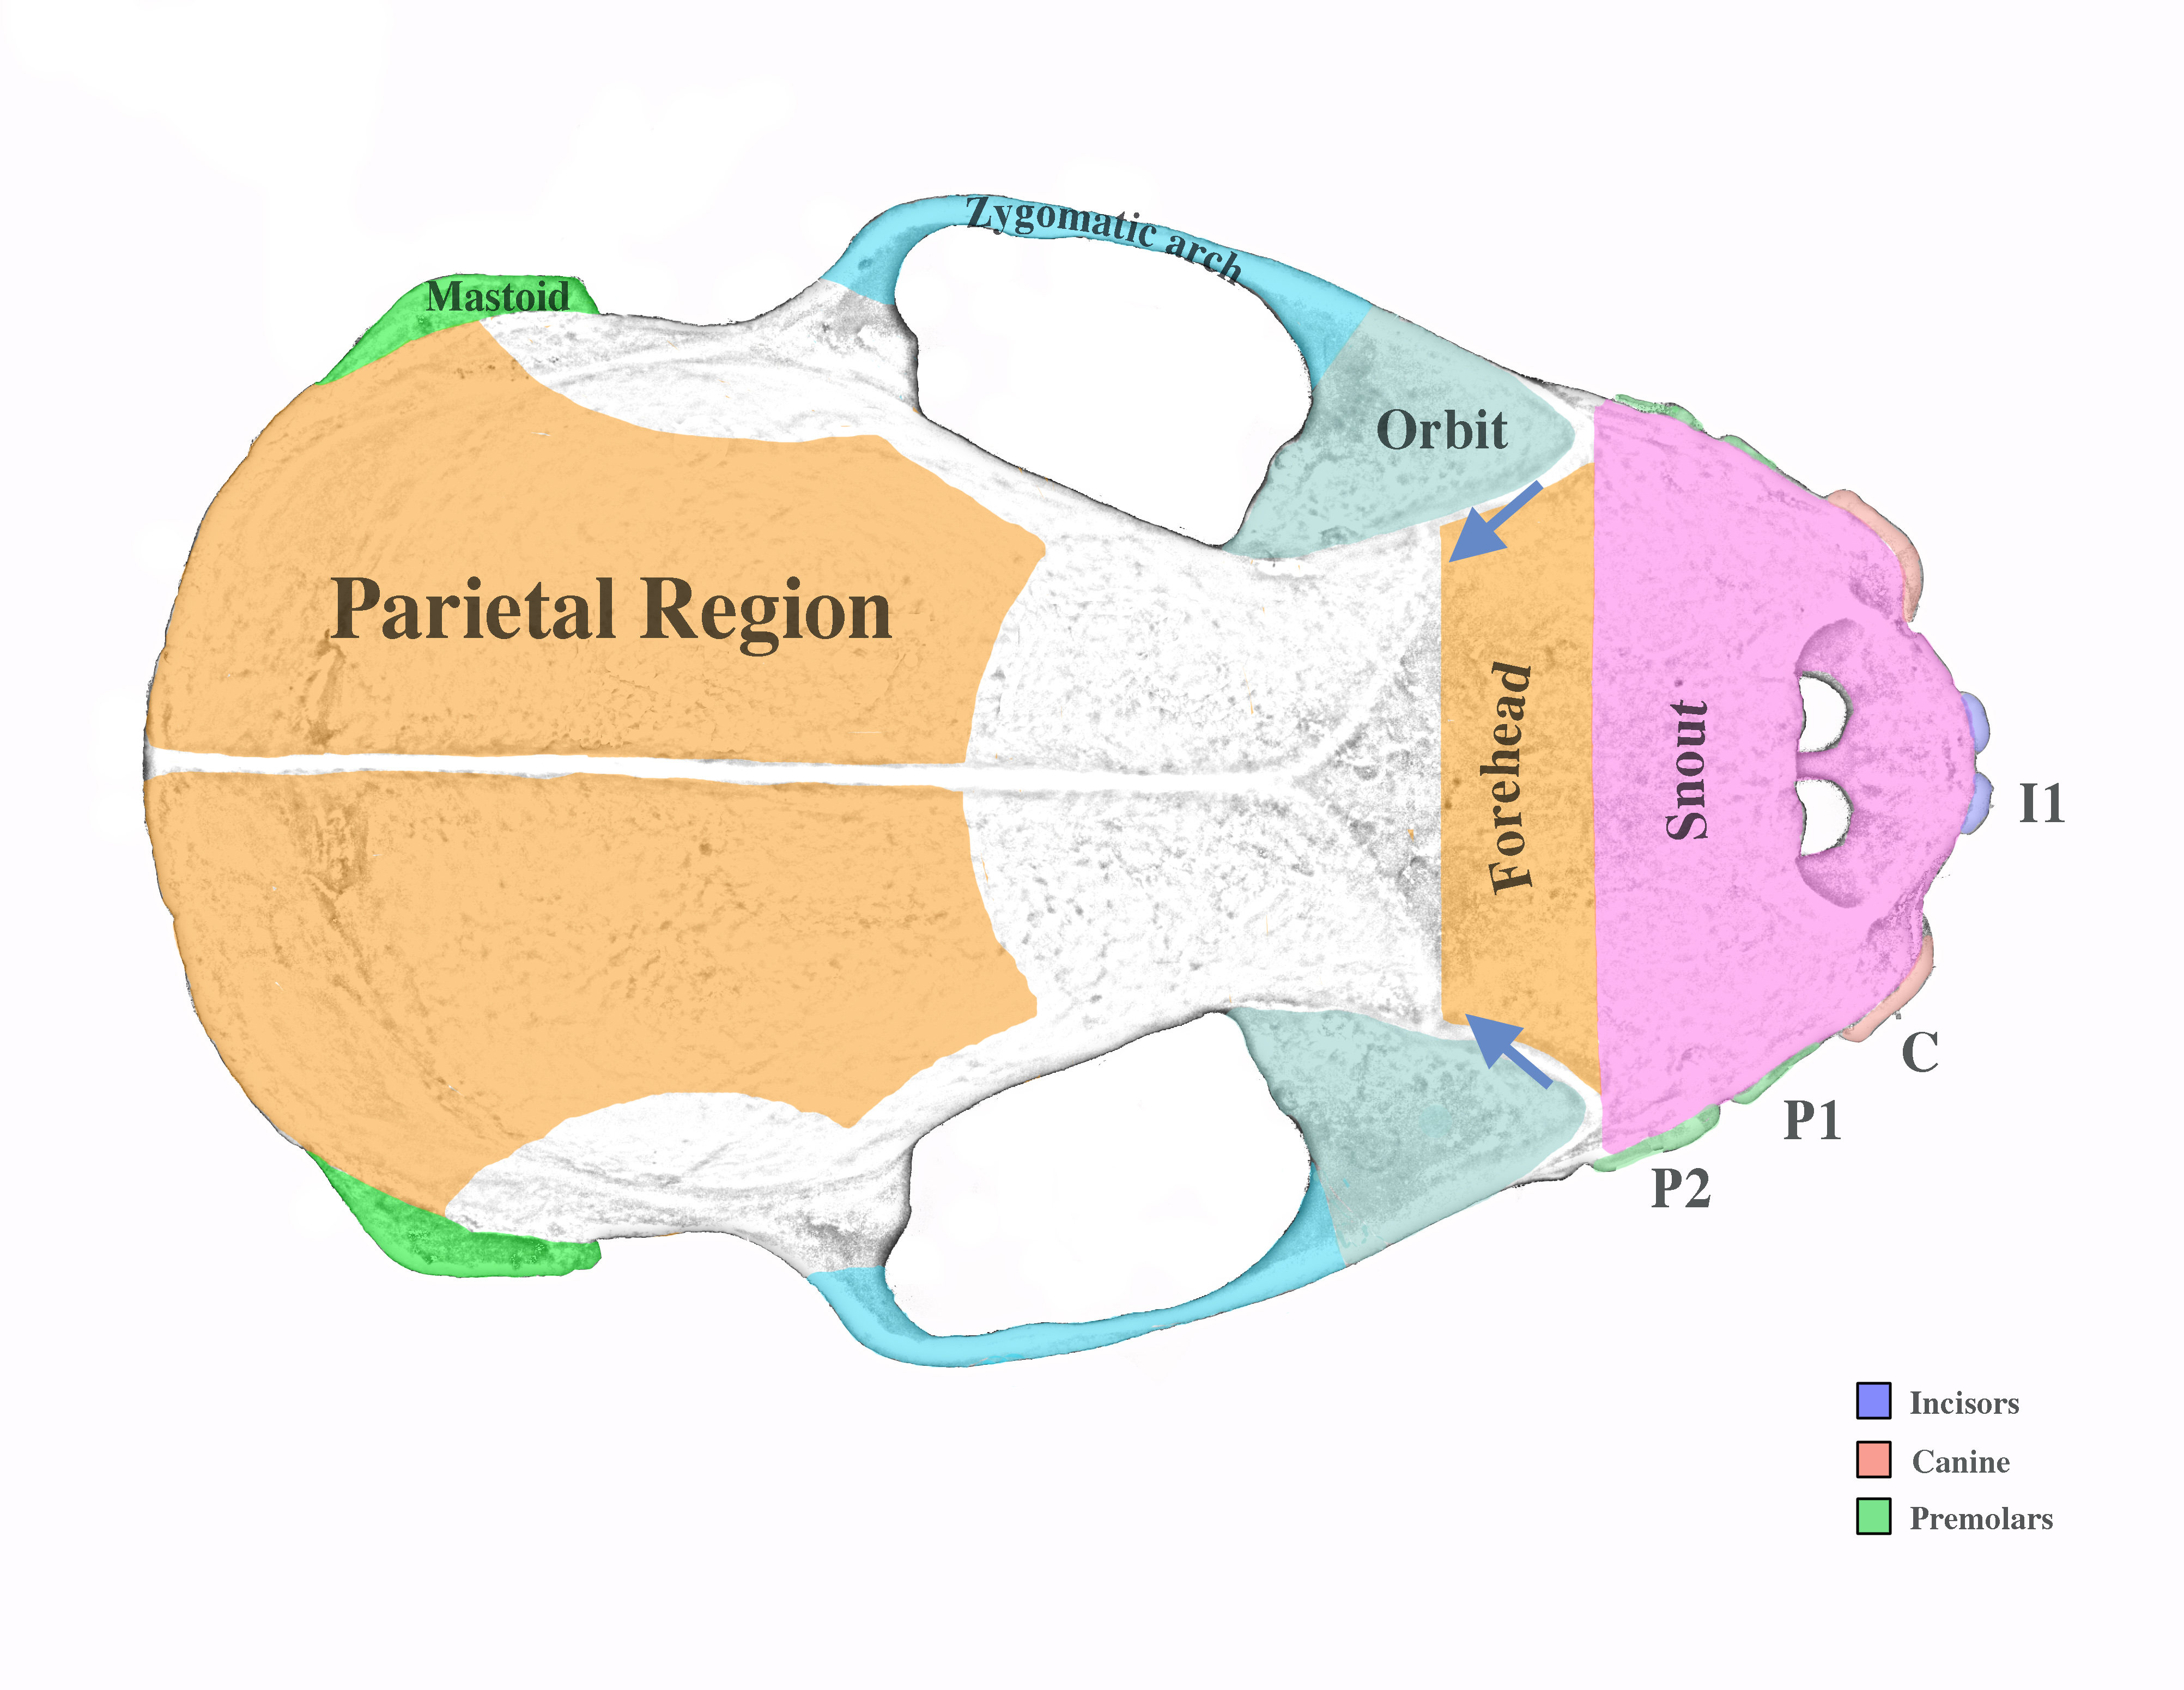 Zygomatic arch
Mastoid
Orbit
Parietal Region
Forehead
Snout
I1
C
P1
P2
Incisors
Canine
Premolars